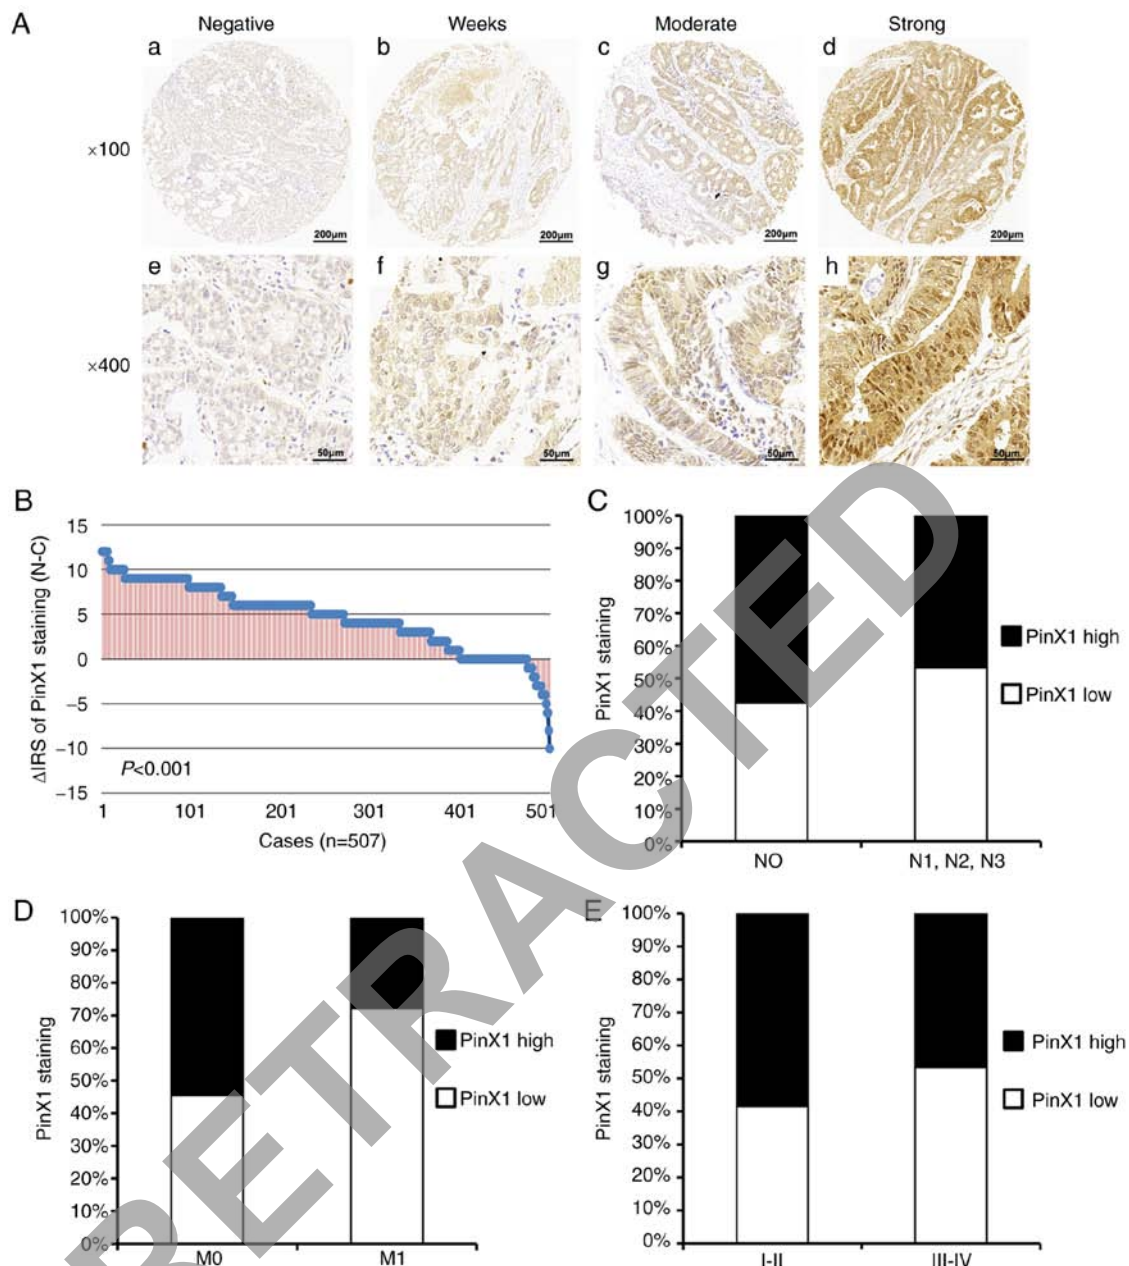 A
Negative Weeks Moderate Strong
a b c d
×100
200μm 200μm 200μm 200μm
e f g h
×400
50μm 50μm 50μm 50μm
B
ΔIRS of PinX1 staining (N-C)
15
10
5
0
−5
−10
−15
P<0.001
1 101 201 301 401 501
Cases (n=507)
C
PinX1 staining
100%
90%
80%
70%
60%
50%
40%
30%
20%
10%
0%
NO N1, N2, N3
PinX1 high
PinX1 low
D
PinX1 staining
100%
90%
80%
70%
60%
50%
40%
30%
20%
10%
0%
M0 M1
PinX1 high
PinX1 low
E
PinX1 staining
100%
90%
80%
70%
60%
50%
40%
30%
20%
10%
0%
I-II III-IV
PinX1 high
PinX1 low
RETRACTED